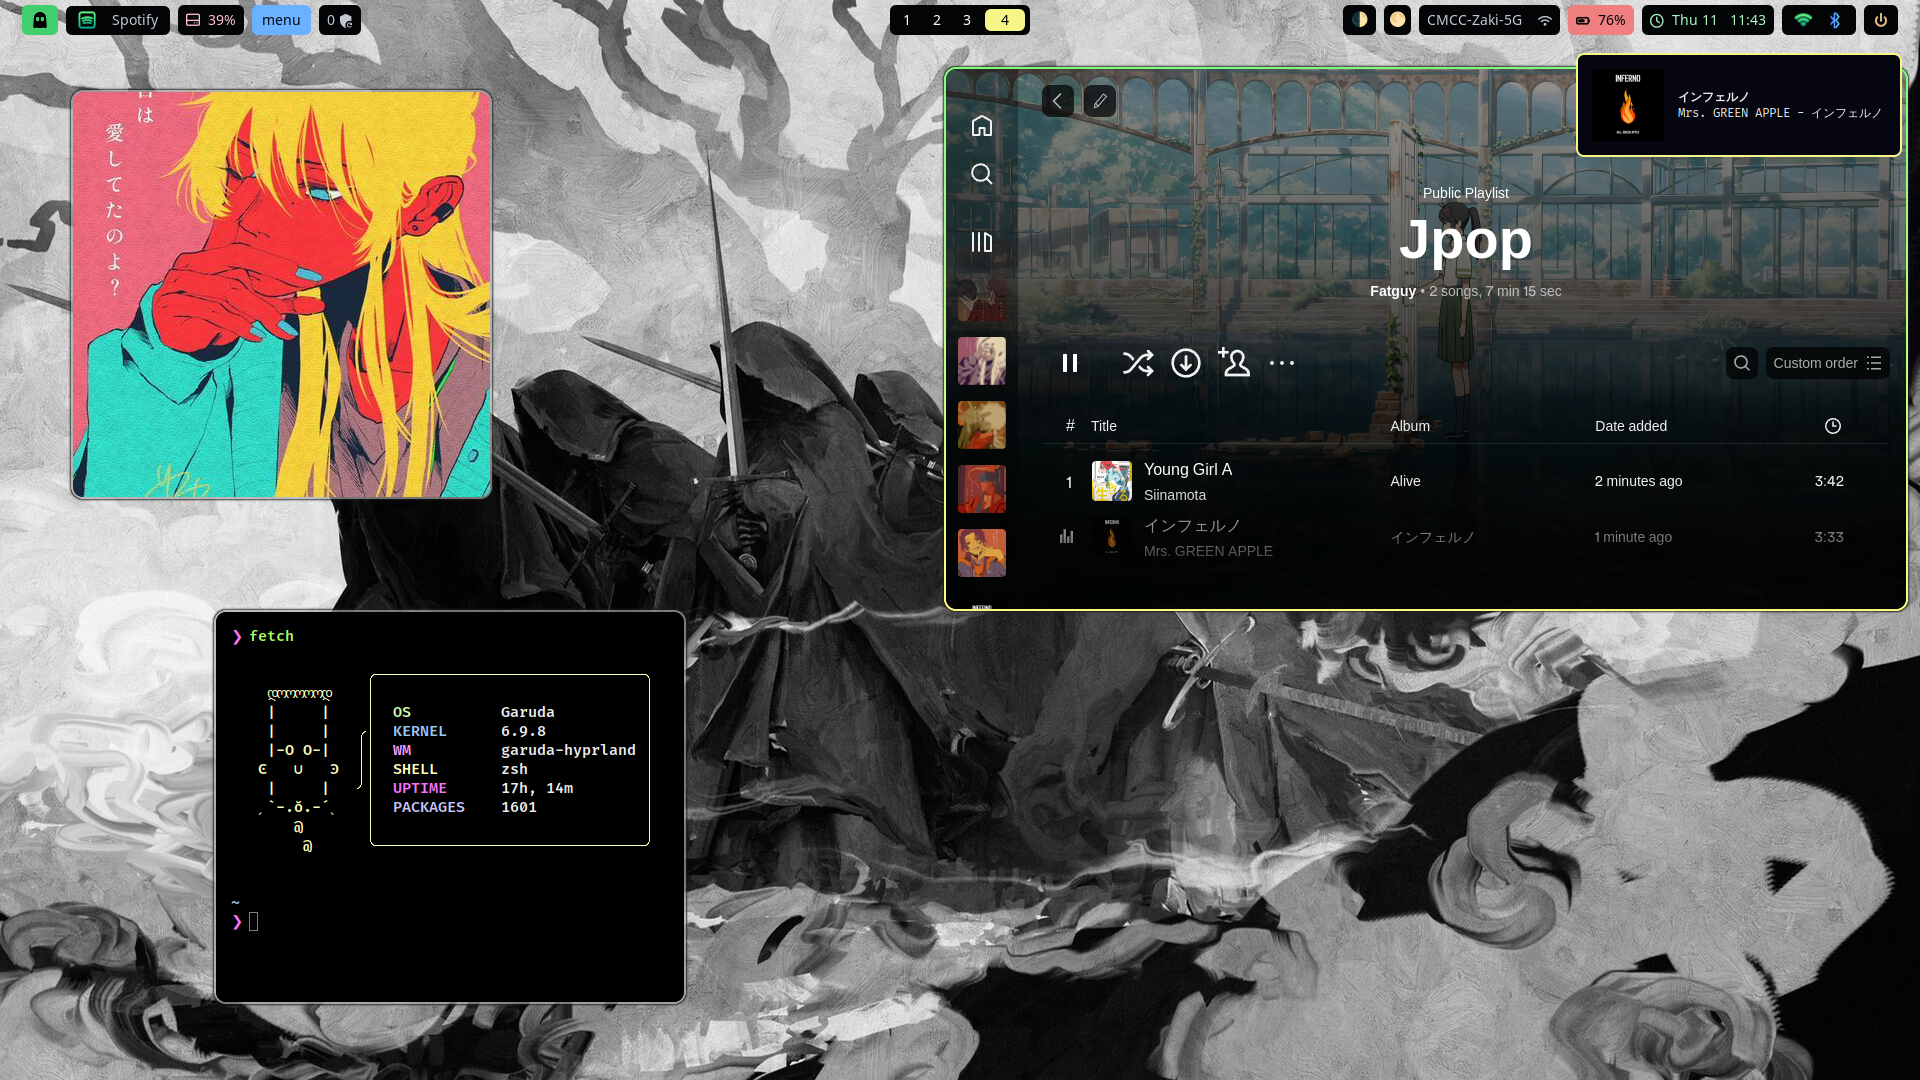 Spotify
39%
menu
0
1 2 3 4
CMCC-Zaki-5G
76%
Thu 11 11:43
は
愛してたのよ？
INFERNO
インフェルノ
Mrs. GREEN APPLE - インフェルノ
Public Playlist
Jpop
Fatguy • 2 songs, 7 min 15 sec
Custom order
# Title Album Date added
1 Young Girl A Alive 2 minutes ago 3:42
Siinamota
インフェルノ インフェルノ 1 minute ago 3:33
Mrs. GREEN APPLE
❯ fetch
OS Garuda
KERNEL 6.9.8
WM garuda-hyprland
SHELL zsh
UPTIME 17h, 14m
PACKAGES 1601
~
❯